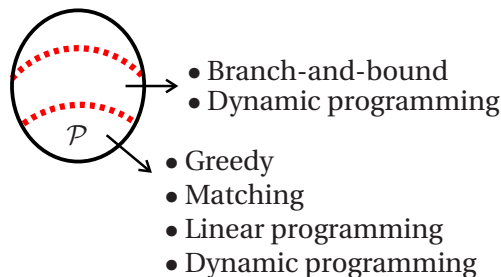 • Branch-and-bound
• Dynamic programming
𝒫
• Greedy
• Matching
• Linear programming
• Dynamic programming